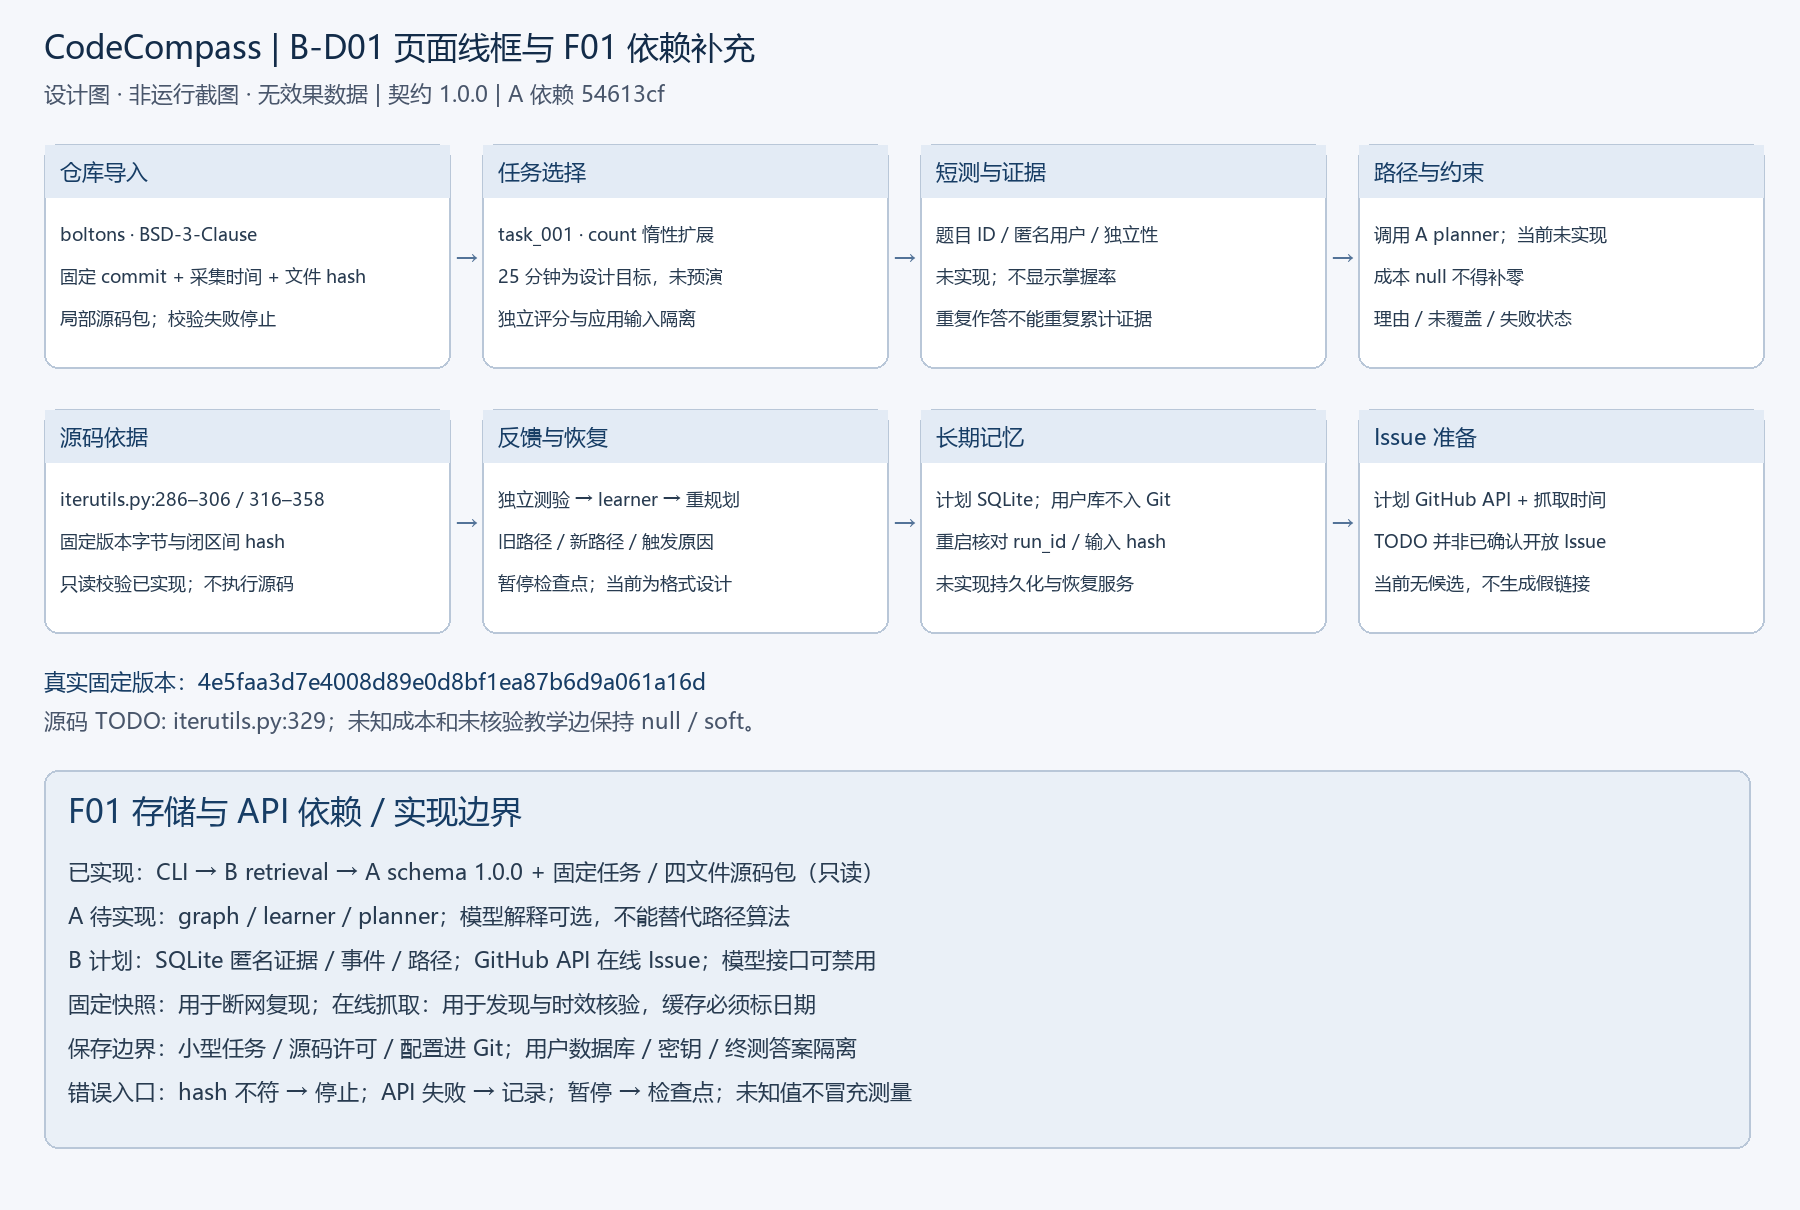 CodeCompass | B-D01 页面线框与 F01 依赖补充
设计图 · 非运行截图 · 无效果数据 | 契约 1.0.0 | A 依赖 54613cf
仓库导入
boltons · BSD-3-Clause
固定 commit + 采集时间 + 文件 hash
局部源码包；校验失败停止
→
任务选择
task_001 · count 惰性扩展
25 分钟为设计目标，未预演
独立评分与应用输入隔离
→
短测与证据
题目 ID / 匿名用户 / 独立性
未实现；不显示掌握率
重复作答不能重复累计证据
→
路径与约束
调用 A planner；当前未实现
成本 null 不得补零
理由 / 未覆盖 / 失败状态
源码依据
iterutils.py:286–306 / 316–358
固定版本字节与闭区间 hash
只读校验已实现；不执行源码
→
反馈与恢复
独立测验 → learner → 重规划
旧路径 / 新路径 / 触发原因
暂停检查点；当前为格式设计
→
长期记忆
计划 SQLite；用户库不入 Git
重启核对 run_id / 输入 hash
未实现持久化与恢复服务
→
Issue 准备
计划 GitHub API + 抓取时间
TODO 并非已确认开放 Issue
当前无候选，不生成假链接
真实固定版本：4e5faa3d7e4008d89e0d8bf1ea87b6d9a061a16d
源码 TODO: iterutils.py:329；未知成本和未核验教学边保持 null / soft。
F01 存储与 API 依赖 / 实现边界
已实现：CLI → B retrieval → A schema 1.0.0 + 固定任务 / 四文件源码包（只读）
A 待实现：graph / learner / planner；模型解释可选，不能替代路径算法
B 计划：SQLite 匿名证据 / 事件 / 路径；GitHub API 在线 Issue；模型接口可禁用
固定快照：用于断网复现；在线抓取：用于发现与时效核验，缓存必须标日期
保存边界：小型任务 / 源码许可 / 配置进 Git；用户数据库 / 密钥 / 终测答案隔离
错误入口：hash 不符 → 停止；API 失败 → 记录；暂停 → 检查点；未知值不冒充测量